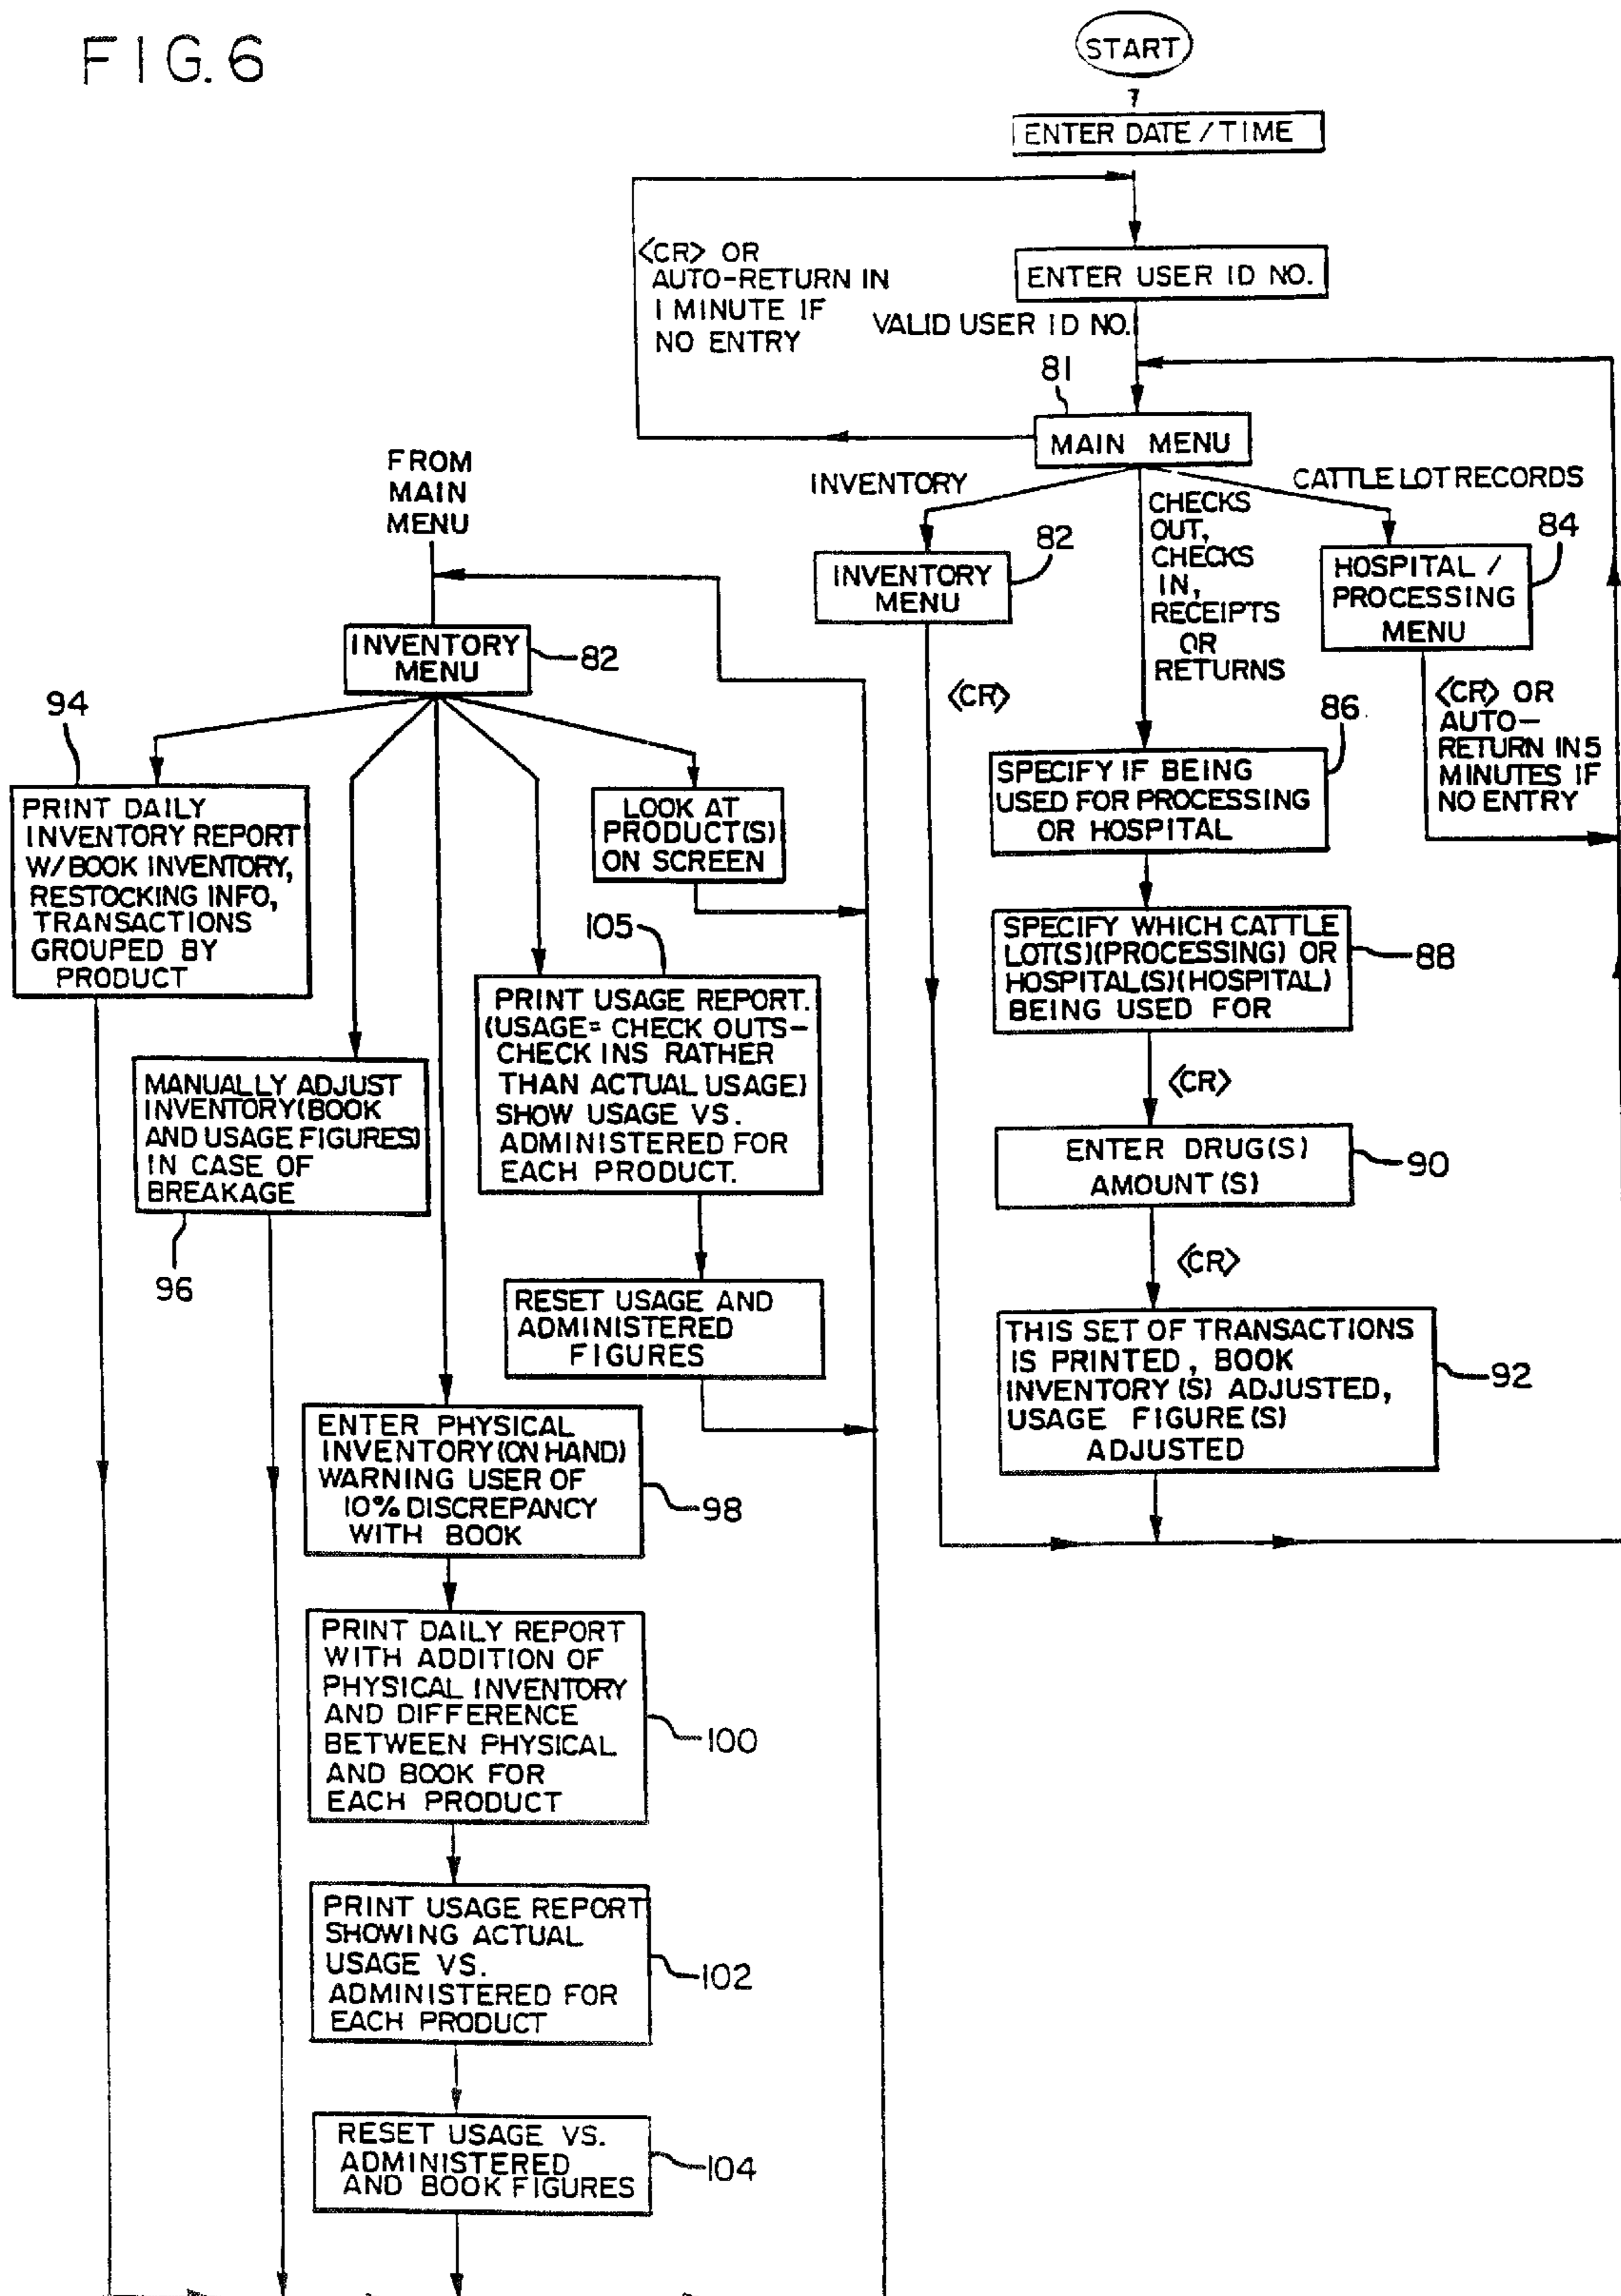 FIG. 6
START
ENTER DATE / TIME
<CR> OR
AUTO-RETURN IN
1 MINUTE IF
NO ENTRY
ENTER USER ID NO.
VALID USER ID NO.
81
MAIN MENU
INVENTORY
CHECKS
OUT,
CHECKS
IN,
RECEIPTS
OR
RETURNS
CATTLE LOT RECORDS
INVENTORY
MENU
82
HOSPITAL /
PROCESSING
MENU
84
<CR>
<CR> OR
AUTO-
RETURN IN 5
MINUTES IF
NO ENTRY
86
SPECIFY IF BEING
USED FOR PROCESSING
OR HOSPITAL
SPECIFY WHICH CATTLE
LOT(S)(PROCESSING) OR
HOSPITAL(S)(HOSPITAL)
BEING USED FOR
88
<CR>
ENTER DRUG(S)
AMOUNT(S)
90
<CR>
THIS SET OF TRANSACTIONS
IS PRINTED, BOOK
INVENTORY(S) ADJUSTED,
USAGE FIGURE(S)
ADJUSTED
92
FROM
MAIN
MENU
INVENTORY
MENU
82
94
PRINT DAILY
INVENTORY REPORT
W/ BOOK INVENTORY,
RESTOCKING INFO,
TRANSACTIONS
GROUPED BY
PRODUCT
LOOK AT
PRODUCT(S)
ON SCREEN
105
PRINT USAGE REPORT.
(USAGE= CHECK OUTS-
CHECK INS RATHER
THAN ACTUAL USAGE)
SHOW USAGE VS.
ADMINISTERED FOR
EACH PRODUCT.
MANUALLY ADJUST
INVENTORY(BOOK
AND USAGE FIGURES)
IN CASE OF
BREAKAGE
96
RESET USAGE AND
ADMINISTERED
FIGURES
ENTER PHYSICAL
INVENTORY(ON HAND)
WARNING USER OF
10% DISCREPANCY
WITH BOOK
98
PRINT DAILY REPORT
WITH ADDITION OF
PHYSICAL INVENTORY
AND DIFFERENCE
BETWEEN PHYSICAL
AND BOOK FOR
EACH PRODUCT
100
PRINT USAGE REPORT
SHOWING ACTUAL
USAGE VS.
ADMINISTERED FOR
EACH PRODUCT
102
RESET USAGE VS.
ADMINISTERED
AND BOOK FIGURES
104